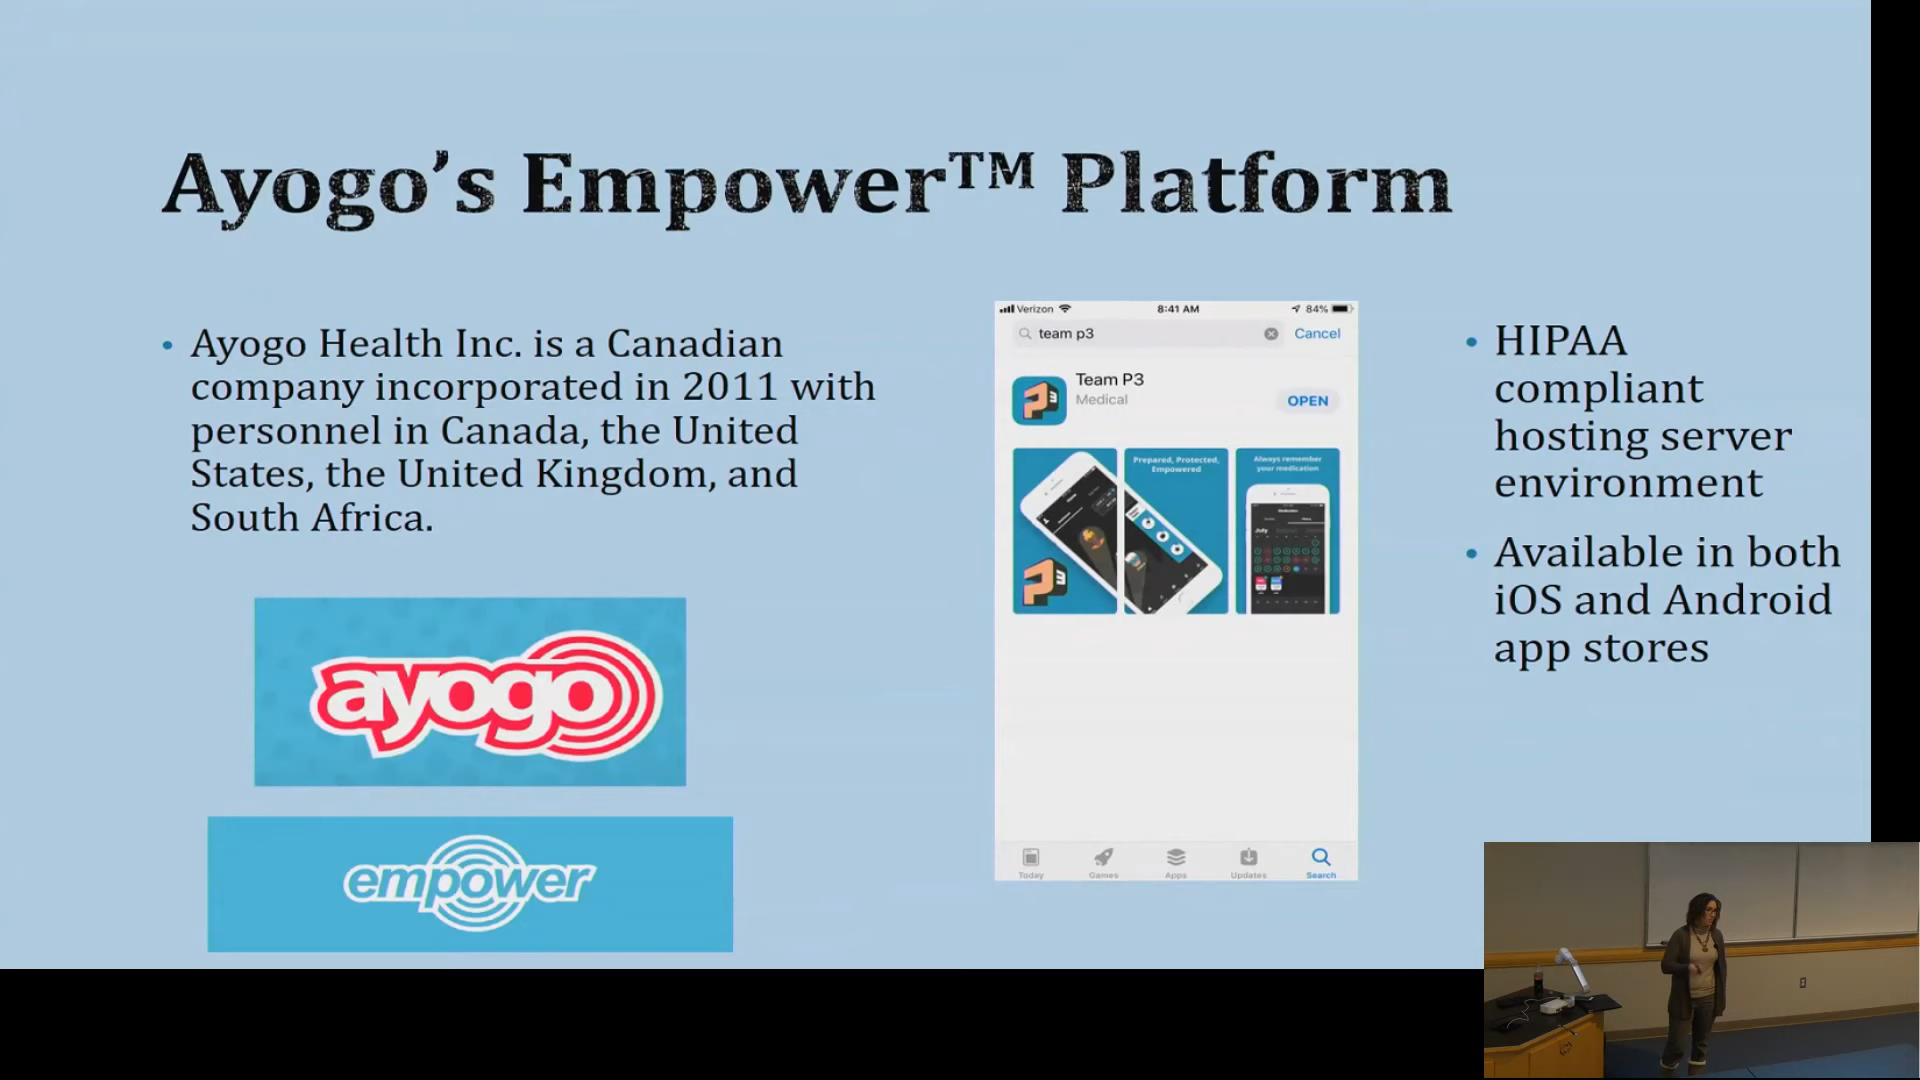 Ayogo’s Empower™ Platform
• Ayogo Health Inc. is a Canadian
company incorporated in 2011 with
personnel in Canada, the United
States, the United Kingdom, and
South Africa.
ayogo
empower
Verizon 8:41 AM 84%
team p3 Cancel
Team P3
Medical
OPEN
P3
Prepared, Protected,
Empowered
Always remember
your medication
July
P3
Today Games Apps Updates Search
• HIPAA
compliant
hosting server
environment
• Available in both
iOS and Android
app stores